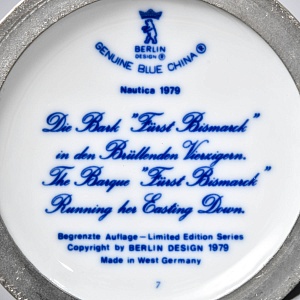 BERLIN
DESIGN ®
GENUINE BLUE CHINA®
Nautica 1979
Die Bark "Fürst Bismarck"
in den Brüllenden Vierzigern.
The Barque "Fürst Bismarck"
Running her Easting Down.
Begrenzte Auflage—Limited Edition Series
Copyright by BERLIN DESIGN 1979
Made in West Germany
7